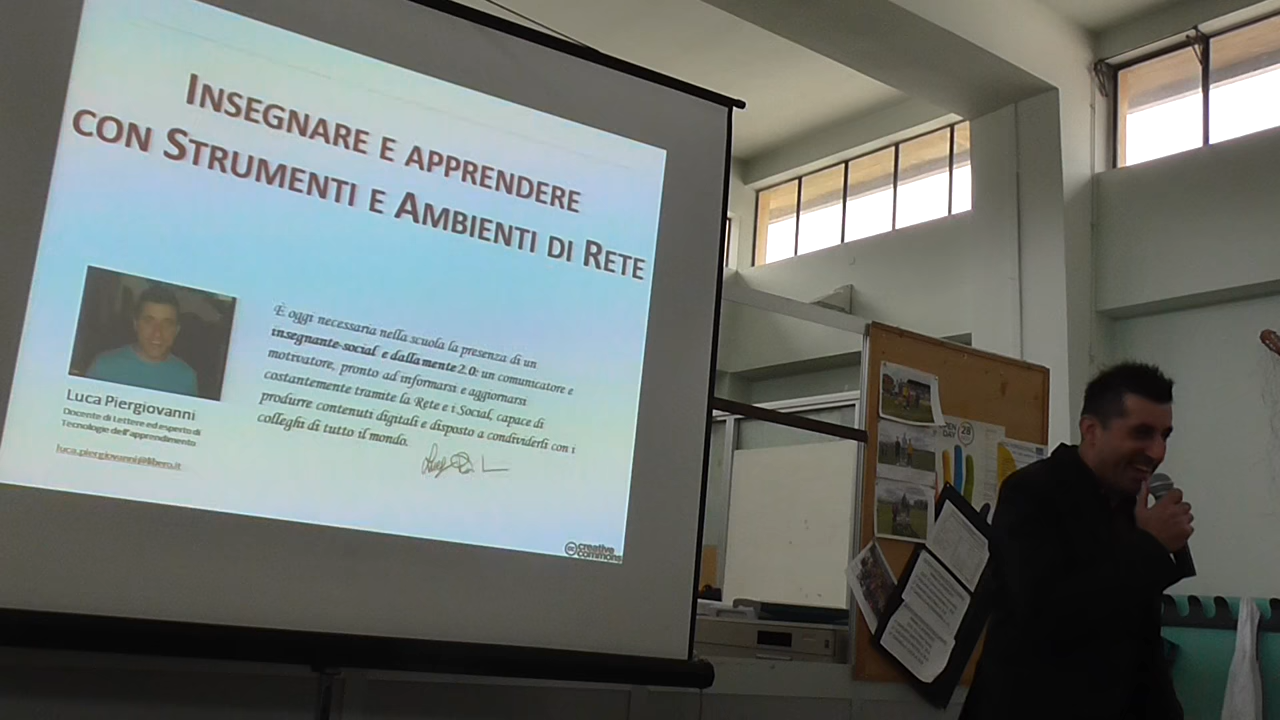 INSEGNARE E APPRENDERE
CON STRUMENTI E AMBIENTI DI RETE
Luca Piergiovanni
Docente di Lettere ed esperto di
Tecnologie dell'apprendimento
luca.piergiovanni@libero.it
È oggi necessaria nella scuola la presenza di un
insegnante-social e dalla mente 2.0: un comunicatore e
motivatore, pronto ad informarsi e aggiornarsi
costantemente tramite la Rete e i Social, capace di
produrre contenuti digitali e disposto a condividerli con i
colleghi di tutto il mondo.
cc creative
commons
DAY 28